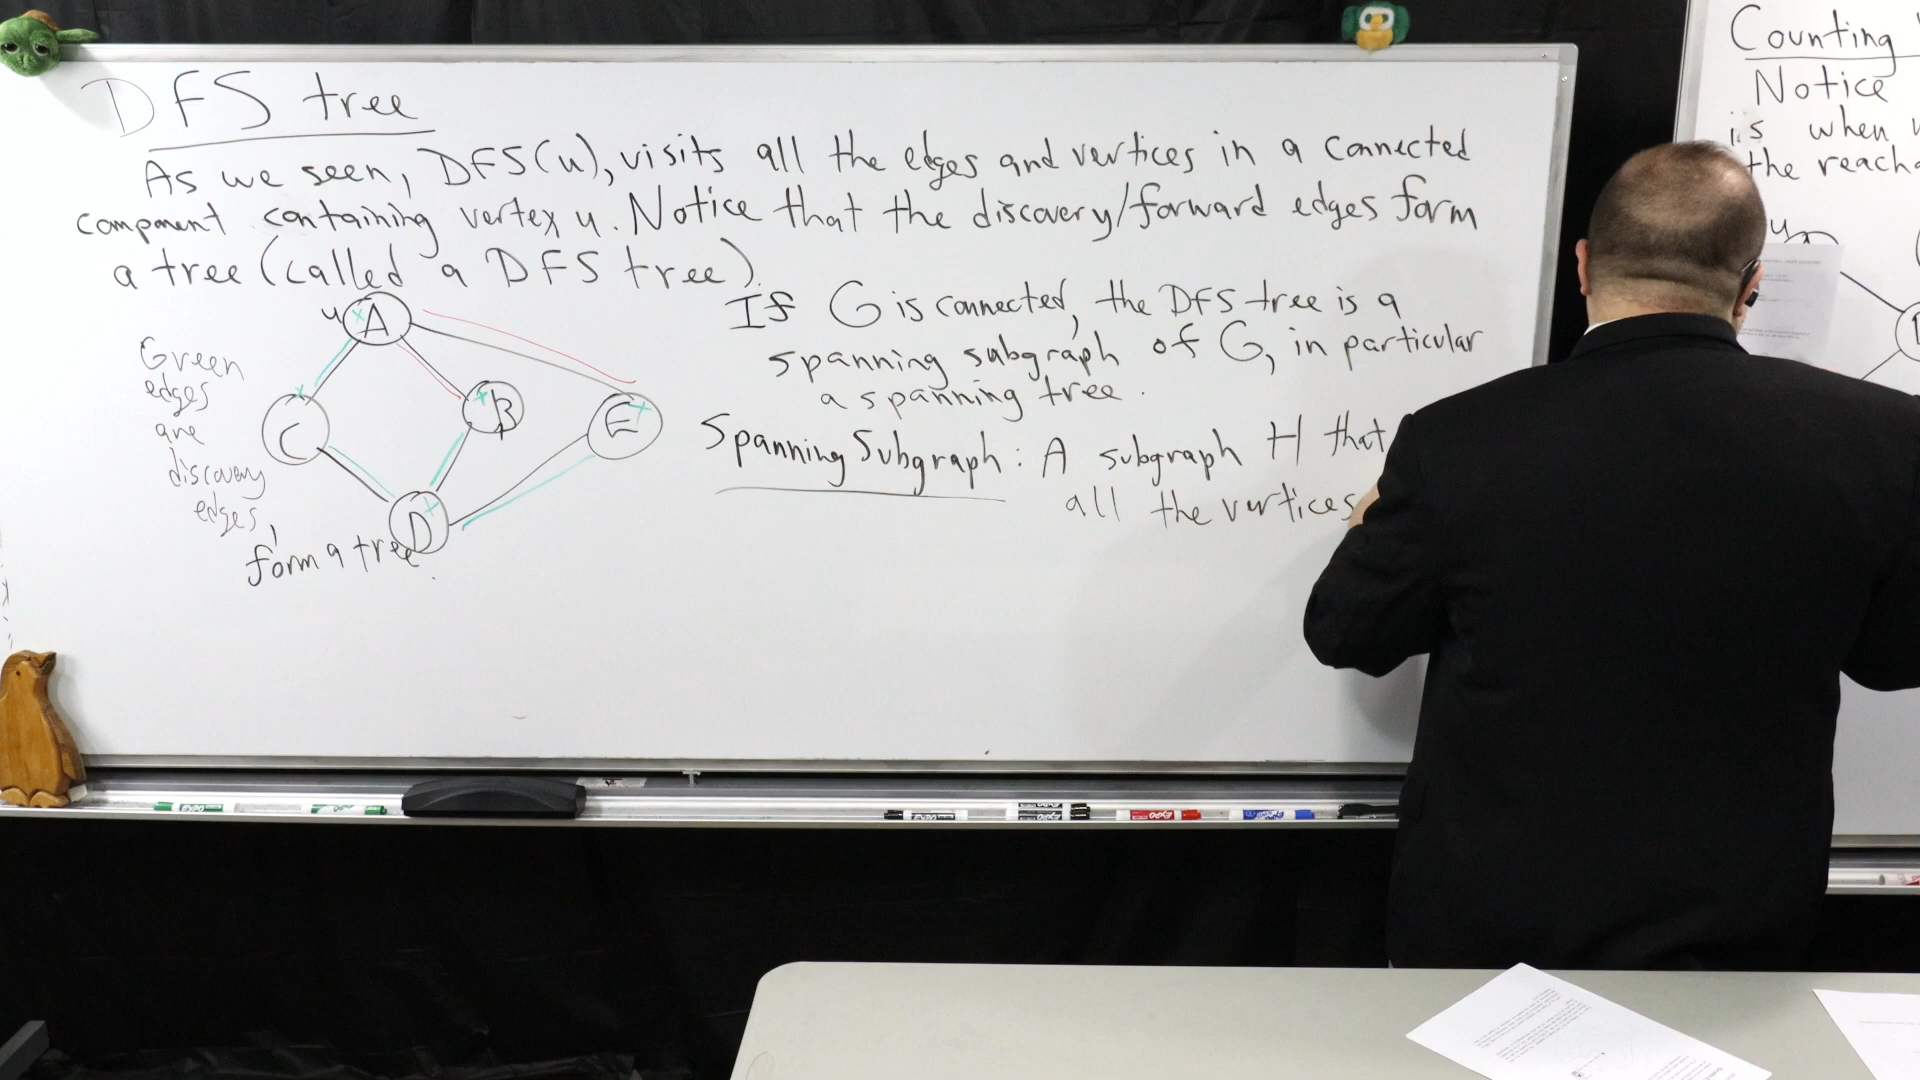 DFS tree
As we seen, DFS(u), visits all the edges and vertices in a connected
component containing vertex u. Notice that the discovery/forward edges form
a tree (called a DFS tree).
If G is connected, the DFS tree is a
spanning subgraph of G, in particular
a spanning tree.
Spanning Subgraph: A subgraph H that
all the vertices
Green
edges
are
discovery
edges,
form a tree.
u
A
C
B
E
D
Counting
Notice
is when
the reach
EXPO
EXPO